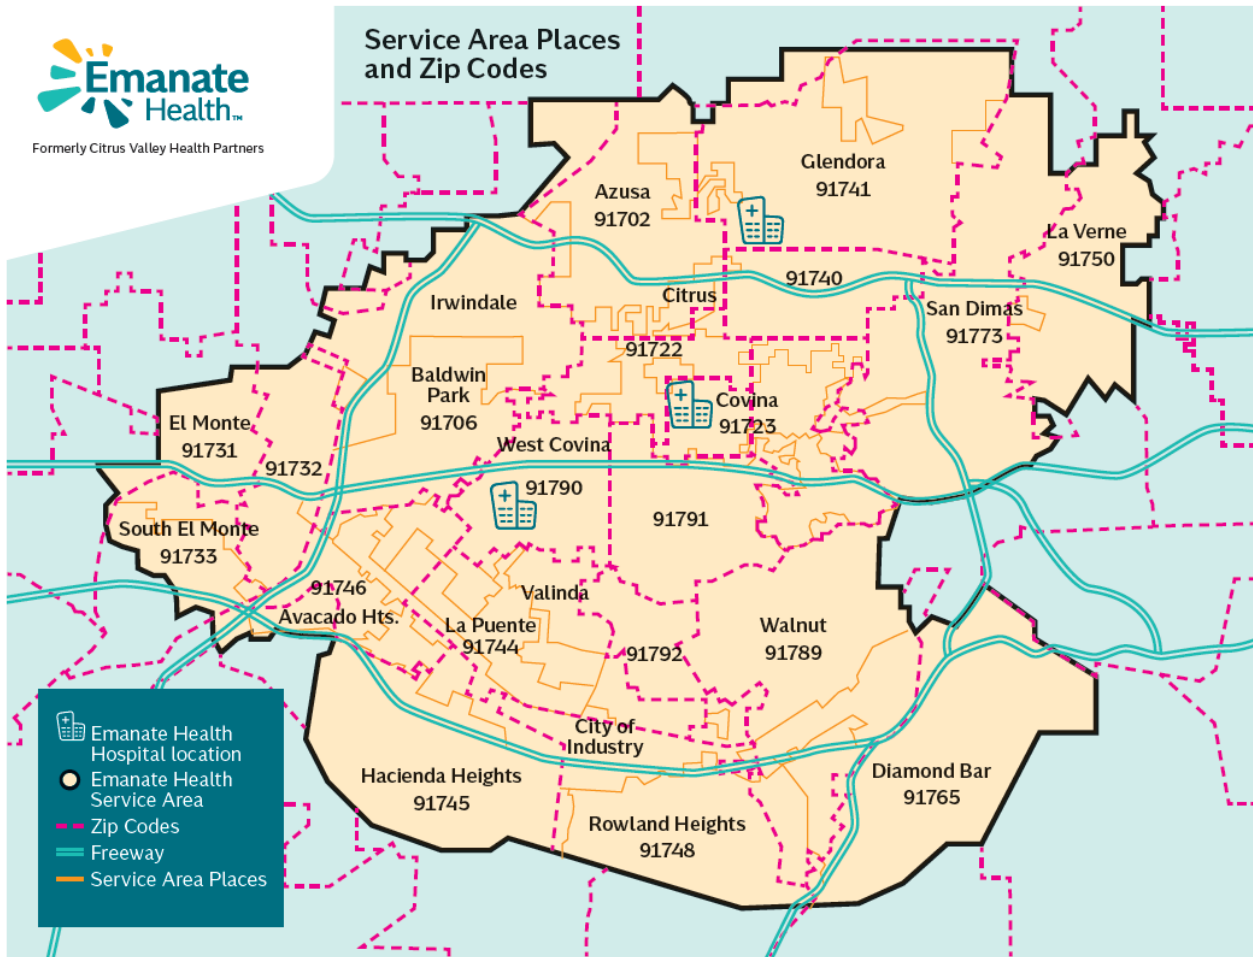 Emanate
Health™
Formerly Citrus Valley Health Partners
Service Area Places
and Zip Codes
Glendora
91741
Azusa
91702
La Verne
91750
91740
Citrus
Irwindale
San Dimas
91773
91722
Baldwin
Park
91706
Covina
91723
El Monte
91731
91732
West Covina
91790
91791
South El Monte
91733
91746
Avacado Hts.
Valinda
La Puente
91744
91792
Walnut
91789
City of
Industry
Hacienda Heights
91745
Diamond Bar
91765
Rowland Heights
91748
Emanate Health
Hospital location
Emanate Health
Service Area
Zip Codes
Freeway
Service Area Places